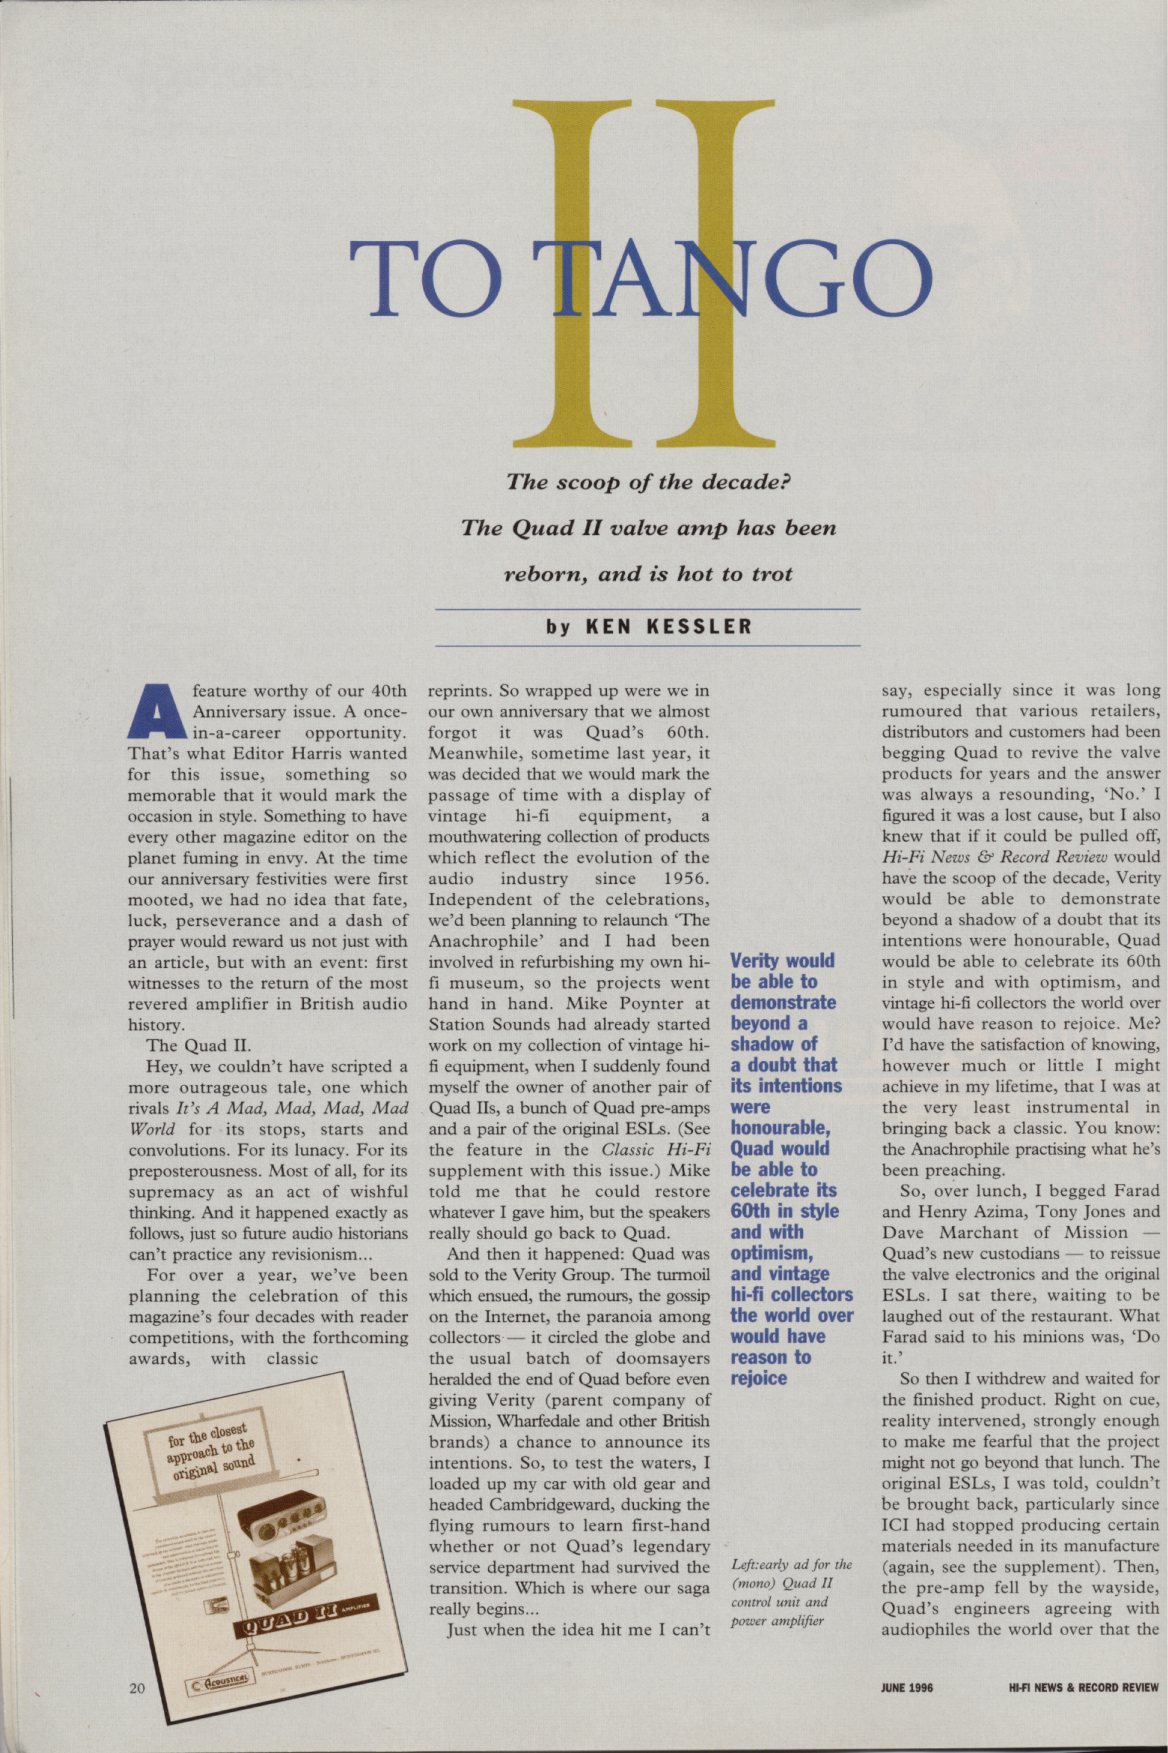 II
TO TANGO
The scoop of the decade?
The Quad II valve amp has been
reborn, and is hot to trot
by KEN KESSLER
A feature worthy of our 40th
Anniversary issue. A once-
in-a-career opportunity.
That's what Editor Harris wanted
for this issue, something so
memorable that it would mark the
occasion in style. Something to have
every other magazine editor on the
planet fuming in envy. At the time
our anniversary festivities were first
mooted, we had no idea that fate,
luck, perseverance and a dash of
prayer would reward us not just with
an article, but with an event: first
witnesses to the return of the most
revered amplifier in British audio
history.
The Quad II.
Hey, we couldn't have scripted a
more outrageous tale, one which
rivals It's A Mad, Mad, Mad, Mad
World for its stops, starts and
convolutions. For its lunacy. For its
preposterousness. Most of all, for its
supremacy as an act of wishful
thinking. And it happened exactly as
follows, just so future audio historians
can't practice any revisionism...
For over a year, we've been
planning the celebration of this
magazine's four decades with reader
competitions, with the forthcoming
awards, with classic
reprints. So wrapped up were we in
our own anniversary that we almost
forgot it was Quad's 60th.
Meanwhile, sometime last year, it
was decided that we would mark the
passage of time with a display of
vintage hi-fi equipment, a
mouthwatering collection of products
which reflect the evolution of the
audio industry since 1956.
Independent of the celebrations,
we'd been planning to relaunch 'The
Anachrophile' and I had been
involved in refurbishing my own hi-
fi museum, so the projects went
hand in hand. Mike Poynter at
Station Sounds had already started
work on my collection of vintage hi-
fi equipment, when I suddenly found
myself the owner of another pair of
Quad IIs, a bunch of Quad pre-amps
and a pair of the original ESLs. (See
the feature in the Classic Hi-Fi
supplement with this issue.) Mike
told me that he could restore
whatever I gave him, but the speakers
really should go back to Quad.
And then it happened: Quad was
sold to the Verity Group. The turmoil
which ensued, the rumours, the gossip
on the Internet, the paranoia among
collectors — it circled the globe and
the usual batch of doomsayers
heralded the end of Quad before even
giving Verity (parent company of
Mission, Wharfedale and other British
brands) a chance to announce its
intentions. So, to test the waters, I
loaded up my car with old gear and
headed Cambridgeward, ducking the
flying rumours to learn first-hand
whether or not Quad's legendary
service department had survived the
transition. Which is where our saga
really begins...
Just when the idea hit me I can't
Verity would
be able to
demonstrate
beyond a
shadow of
a doubt that
its intentions
were
honourable,
Quad would
be able to
celebrate its
60th in style
and with
optimism,
and vintage
hi-fi collectors
the world over
would have
reason to
rejoice
Left:early ad for the
(mono) Quad II
control unit and
power amplifier
say, especially since it was long
rumoured that various retailers,
distributors and customers had been
begging Quad to revive the valve
products for years and the answer
was always a resounding, 'No.' I
figured it was a lost cause, but I also
knew that if it could be pulled off,
Hi-Fi News & Record Review would
have the scoop of the decade, Verity
would be able to demonstrate
beyond a shadow of a doubt that its
intentions were honourable, Quad
would be able to celebrate its 60th
in style and with optimism, and
vintage hi-fi collectors the world over
would have reason to rejoice. Me?
I'd have the satisfaction of knowing,
however much or little I might
achieve in my lifetime, that I was at
the very least instrumental in
bringing back a classic. You know:
the Anachrophile practising what he's
been preaching.
So, over lunch, I begged Farad
and Henry Azima, Tony Jones and
Dave Marchant of Mission —
Quad's new custodians — to reissue
the valve electronics and the original
ESLs. I sat there, waiting to be
laughed out of the restaurant. What
Farad said to his minions was, 'Do
it.'
So then I withdrew and waited for
the finished product. Right on cue,
reality intervened, strongly enough
to make me fearful that the project
might not go beyond that lunch. The
original ESLs, I was told, couldn't
be brought back, particularly since
ICI had stopped producing certain
materials needed in its manufacture
(again, see the supplement). Then,
the pre-amp fell by the wayside,
Quad's engineers agreeing with
audiophiles the world over that the
for the closest
approach to the
original sound
QUAD II AMPLIFIER
ACOUSTICAL
20
JUNE 1996
HI-FI NEWS & RECORD REVIEW